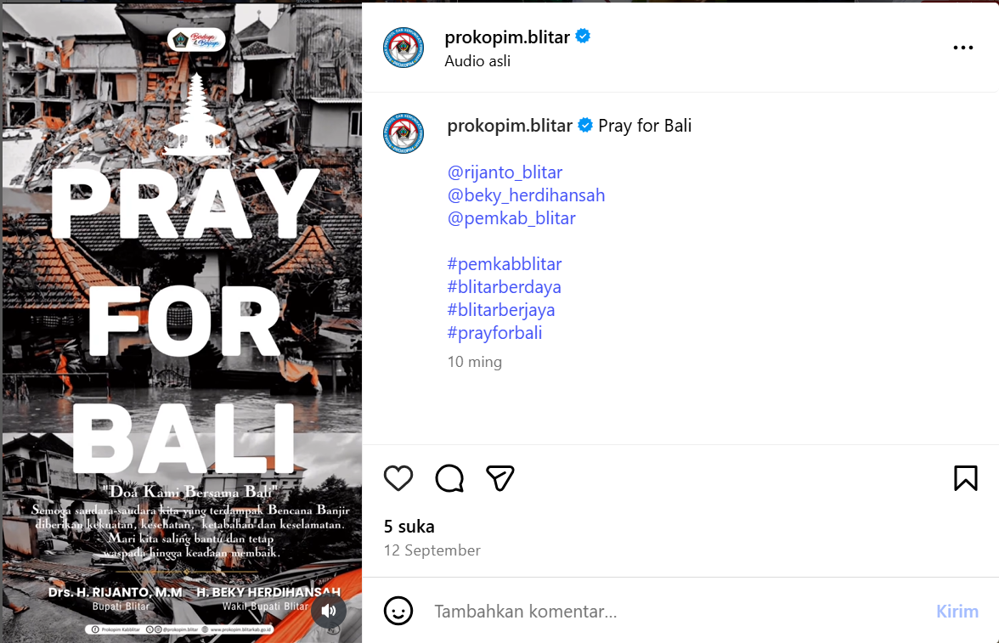 Berdaya
& Berjaya
PRAY
FOR
BALI
"Doa Kami Bersama Bali"
Semoga saudara-saudara kita yang terdampak Bencana Banjir
diberikan kekuatan, kesehatan, ketabahan dan keselamatan.
Mari kita saling bantu dan tetap
waspada hingga keadaan membaik.
Drs. H. RIJANTO, M.M
Bupati Blitar
H. BEKY HERDIHANSAH
Wakil Bupati Blitar
Prokopim Kabblitar
@prokopim.blitar
www.prokopim.blitarkab.go.id
prokopim.blitar
Audio asli
prokopim.blitar Pray for Bali
@rijanto_blitar
@beky_herdihansah
@pemkab_blitar
#pemkabblitar
#blitarberdaya
#blitarberjaya
#prayforbali
10 ming
5 suka
12 September
Tambahkan komentar...
Kirim